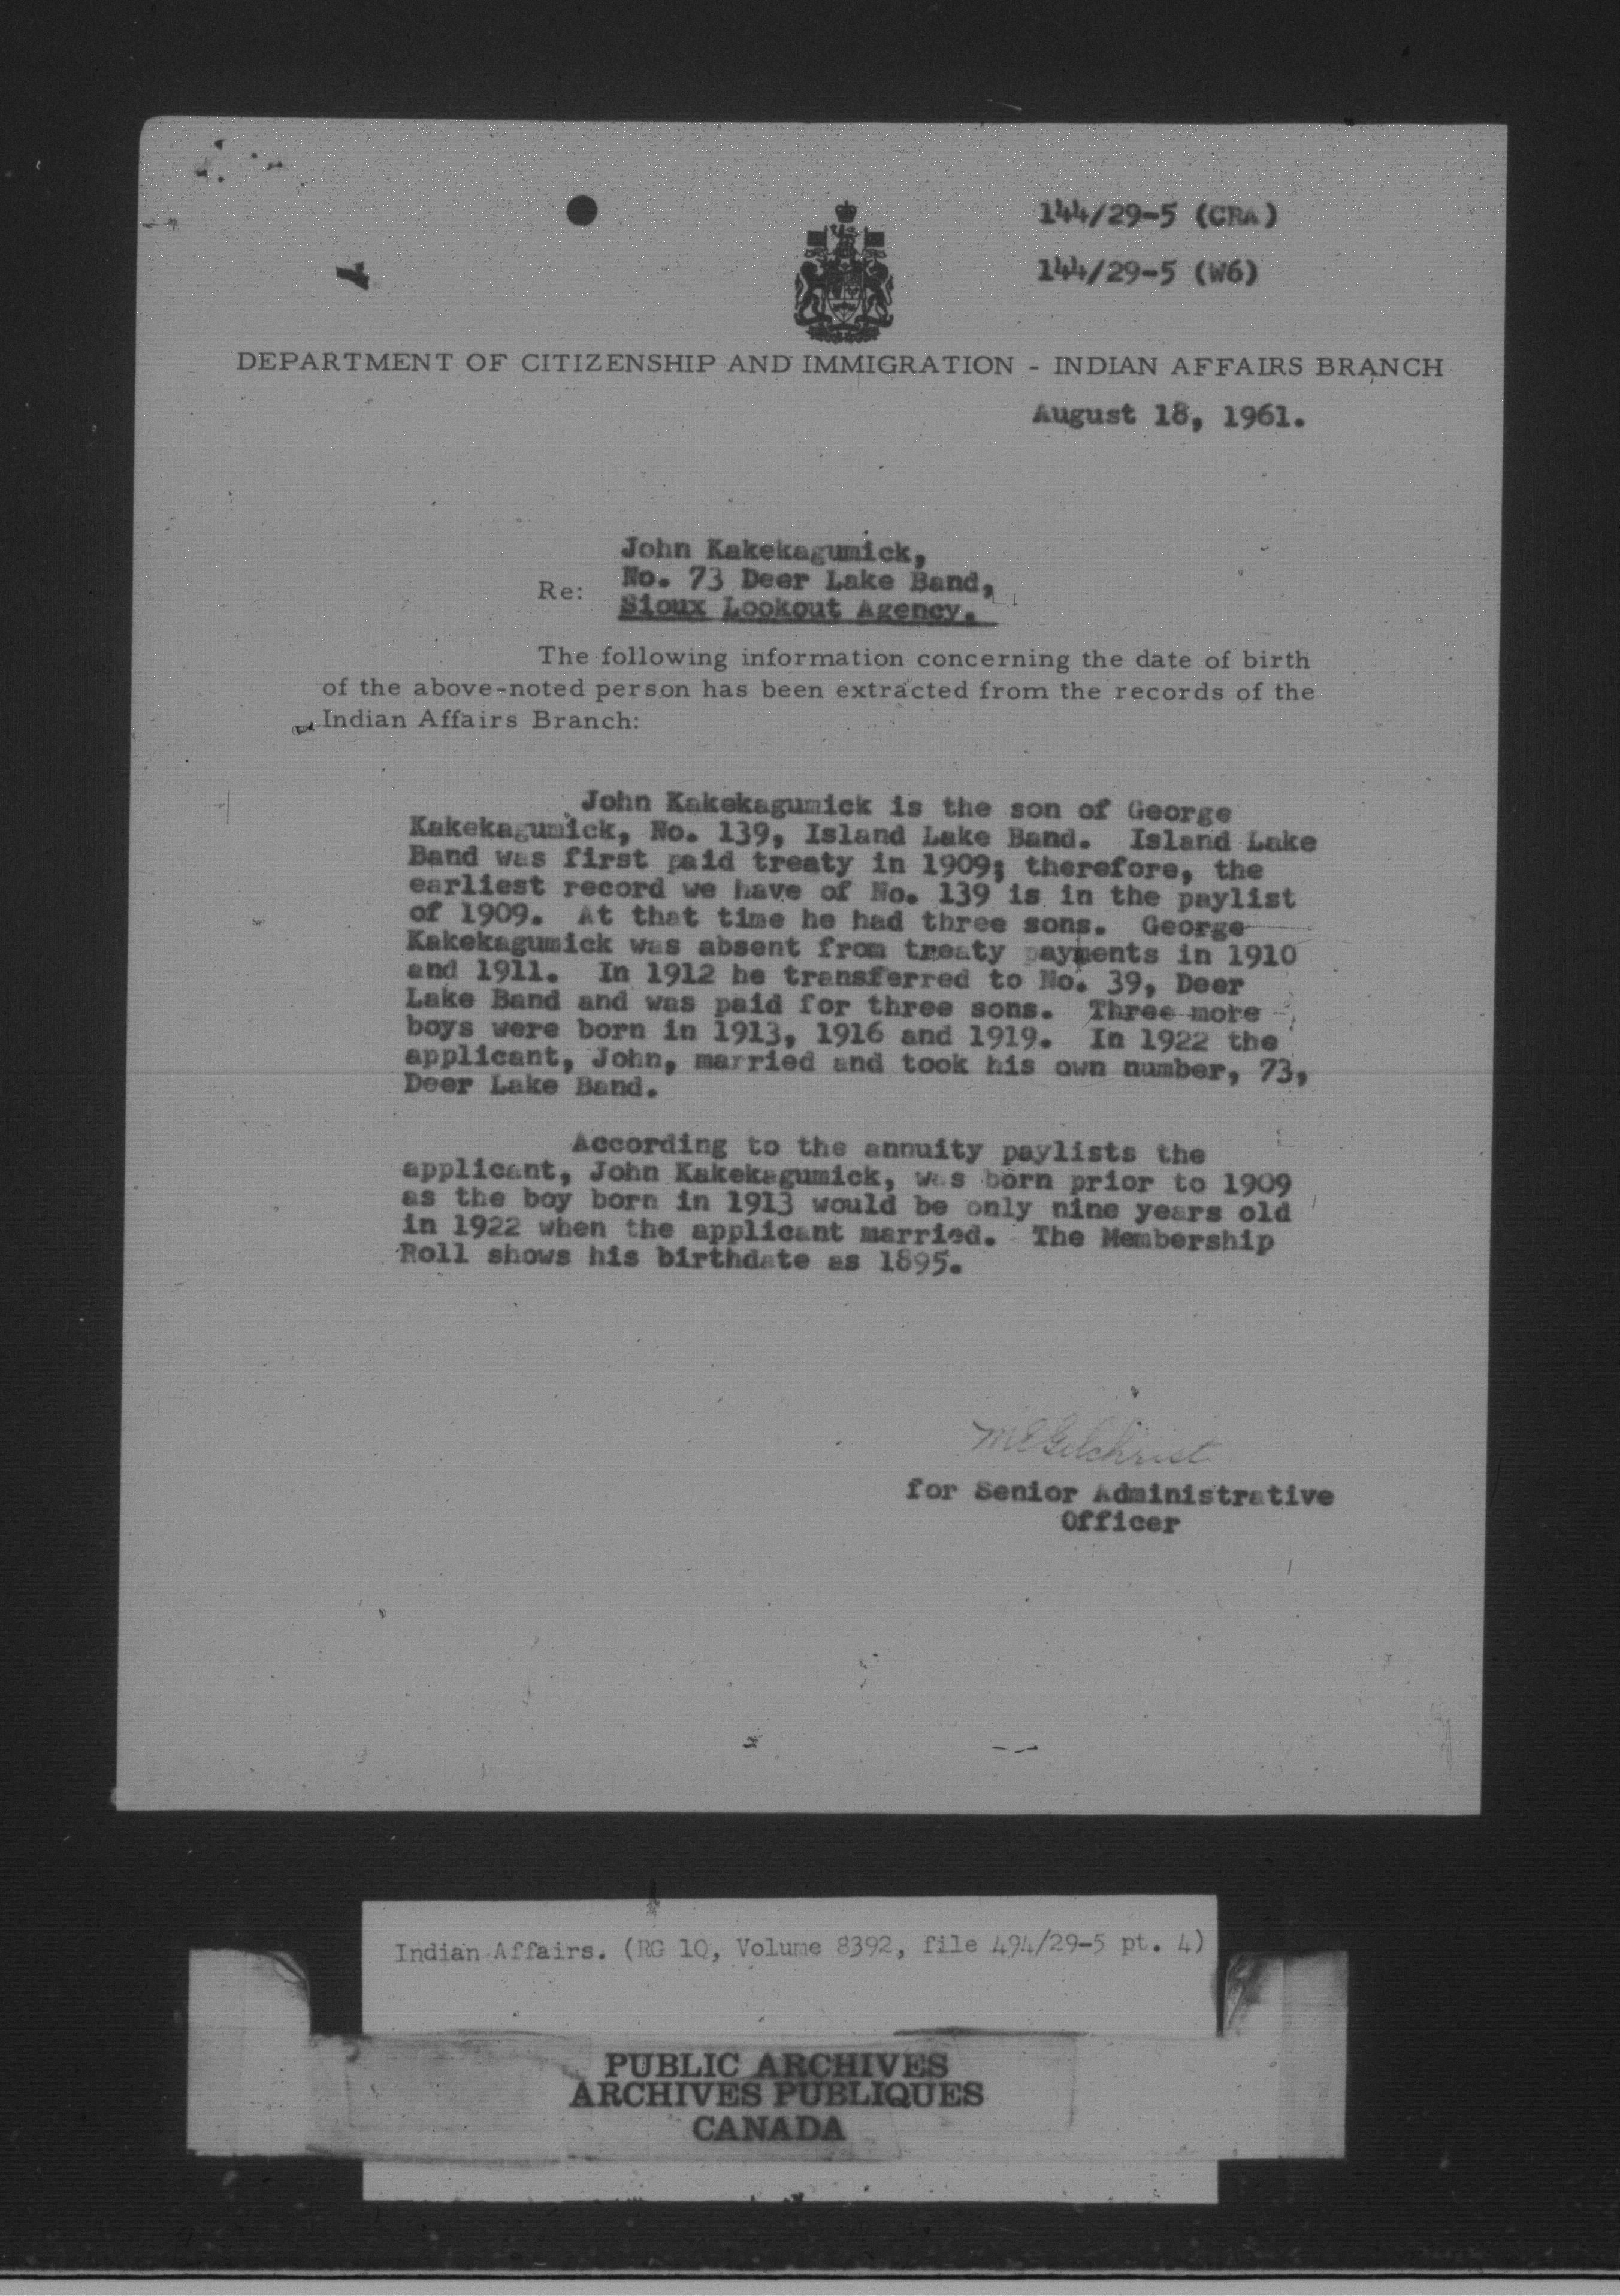 144/29-5 (CRA)
144/29-5 (W6)
DEPARTMENT OF CITIZENSHIP AND IMMIGRATION - INDIAN AFFAIRS BRANCH
August 18, 1961.
John Kakekagumick,
No. 73 Deer Lake Band,
Re:
Sioux Lookout Agency.
The following information concerning the date of birth
of the above-noted person has been extracted from the records of the
Indian Affairs Branch:
John Kakekagumick is the son of George
Kakekagumick, No. 139, Island Lake Band. Island Lake
Band was first paid treaty in 1909; therefore, the
earliest record we have of No. 139 is in the paylist
of 1909. At that time he had three sons. George
Kakekagumick was absent from treaty payments in 1910
and 1911. In 1912 he transferred to No. 39, Deer
Lake Band and was paid for three sons. Three more
boys were born in 1913, 1916 and 1919. In 1922 the
applicant, John, married and took his own number, 73,
Deer Lake Band.
According to the annuity paylists the
applicant, John Kakekagumick, was born prior to 1909
as the boy born in 1913 would be only nine years old
in 1922 when the applicant married. The Membership
Roll shows his birthdate as 1895.
M E Gilchrist
for Senior Administrative
Officer
Indian Affairs. (RG 10, Volume 8392, file 494/29-5 pt. 4)
PUBLIC ARCHIVES
ARCHIVES PUBLIQUES
CANADA